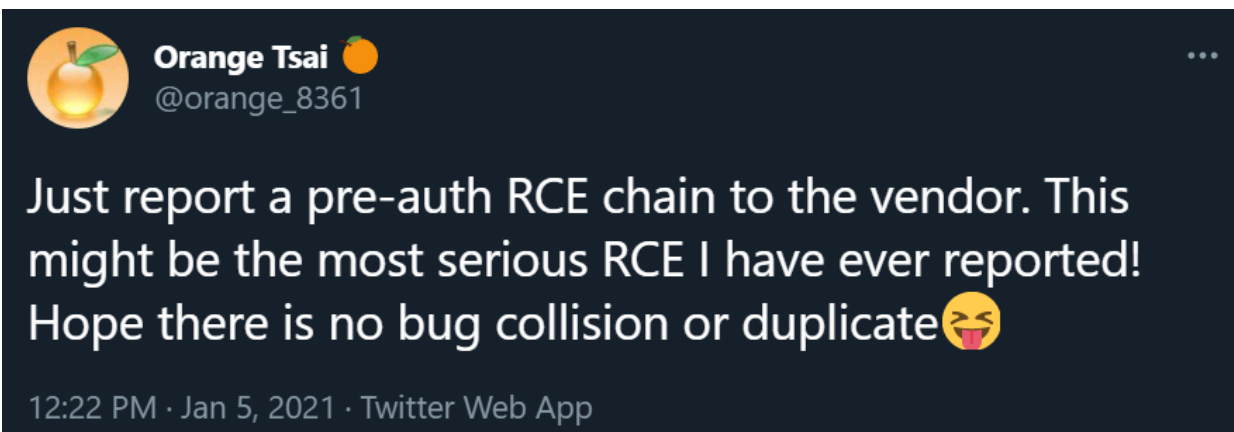 Orange Tsai 🍊
@orange_8361
Just report a pre-auth RCE chain to the vendor. This
might be the most serious RCE I have ever reported!
Hope there is no bug collision or duplicate😝
12:22 PM · Jan 5, 2021 · Twitter Web App